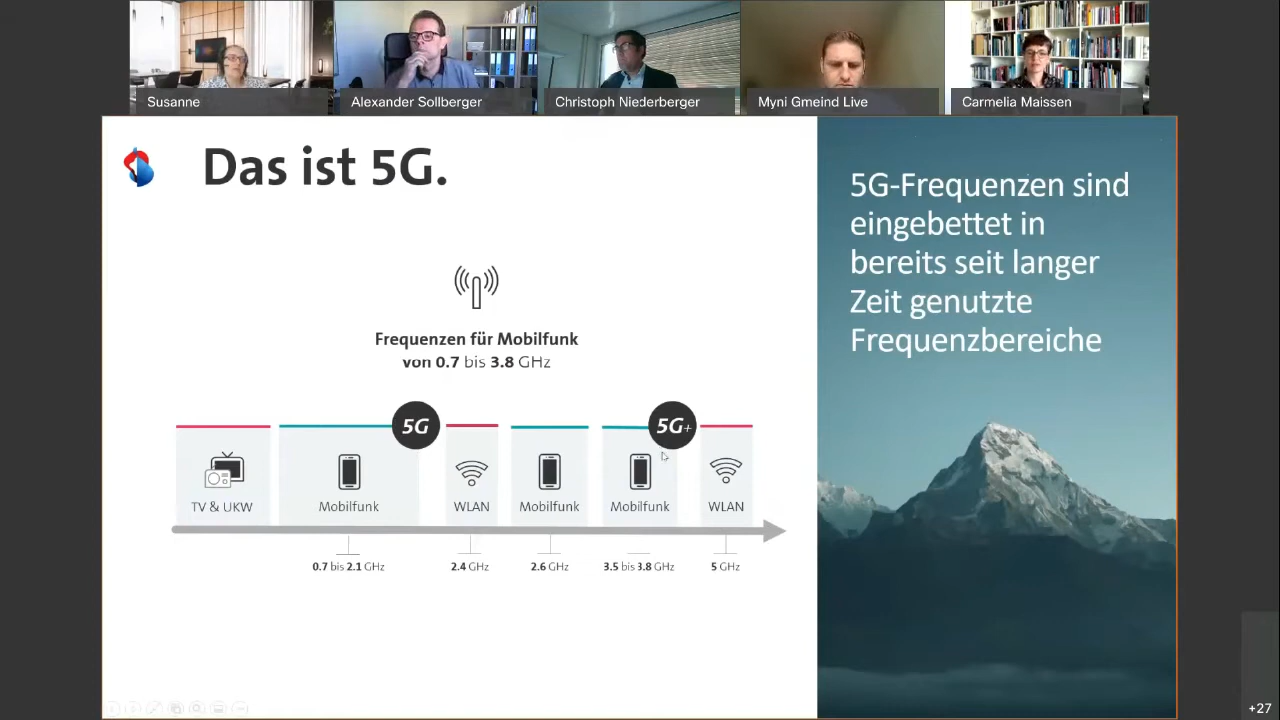 Susanne
Alexander Sollberger
Christoph Niederberger
Myni Gmeind Live
Carmelia Maissen
Das ist 5G.
5G-Frequenzen sind
eingebettet in
bereits seit langer
Zeit genutzte
Frequenzbereiche
Frequenzen für Mobilfunk
von 0.7 bis 3.8 GHz
5G
5G+
TV & UKW
Mobilfunk
WLAN
Mobilfunk
Mobilfunk
WLAN
0.7 bis 2.1 GHz
2.4 GHz
2.6 GHz
3.5 bis 3.8 GHz
5 GHz
+27